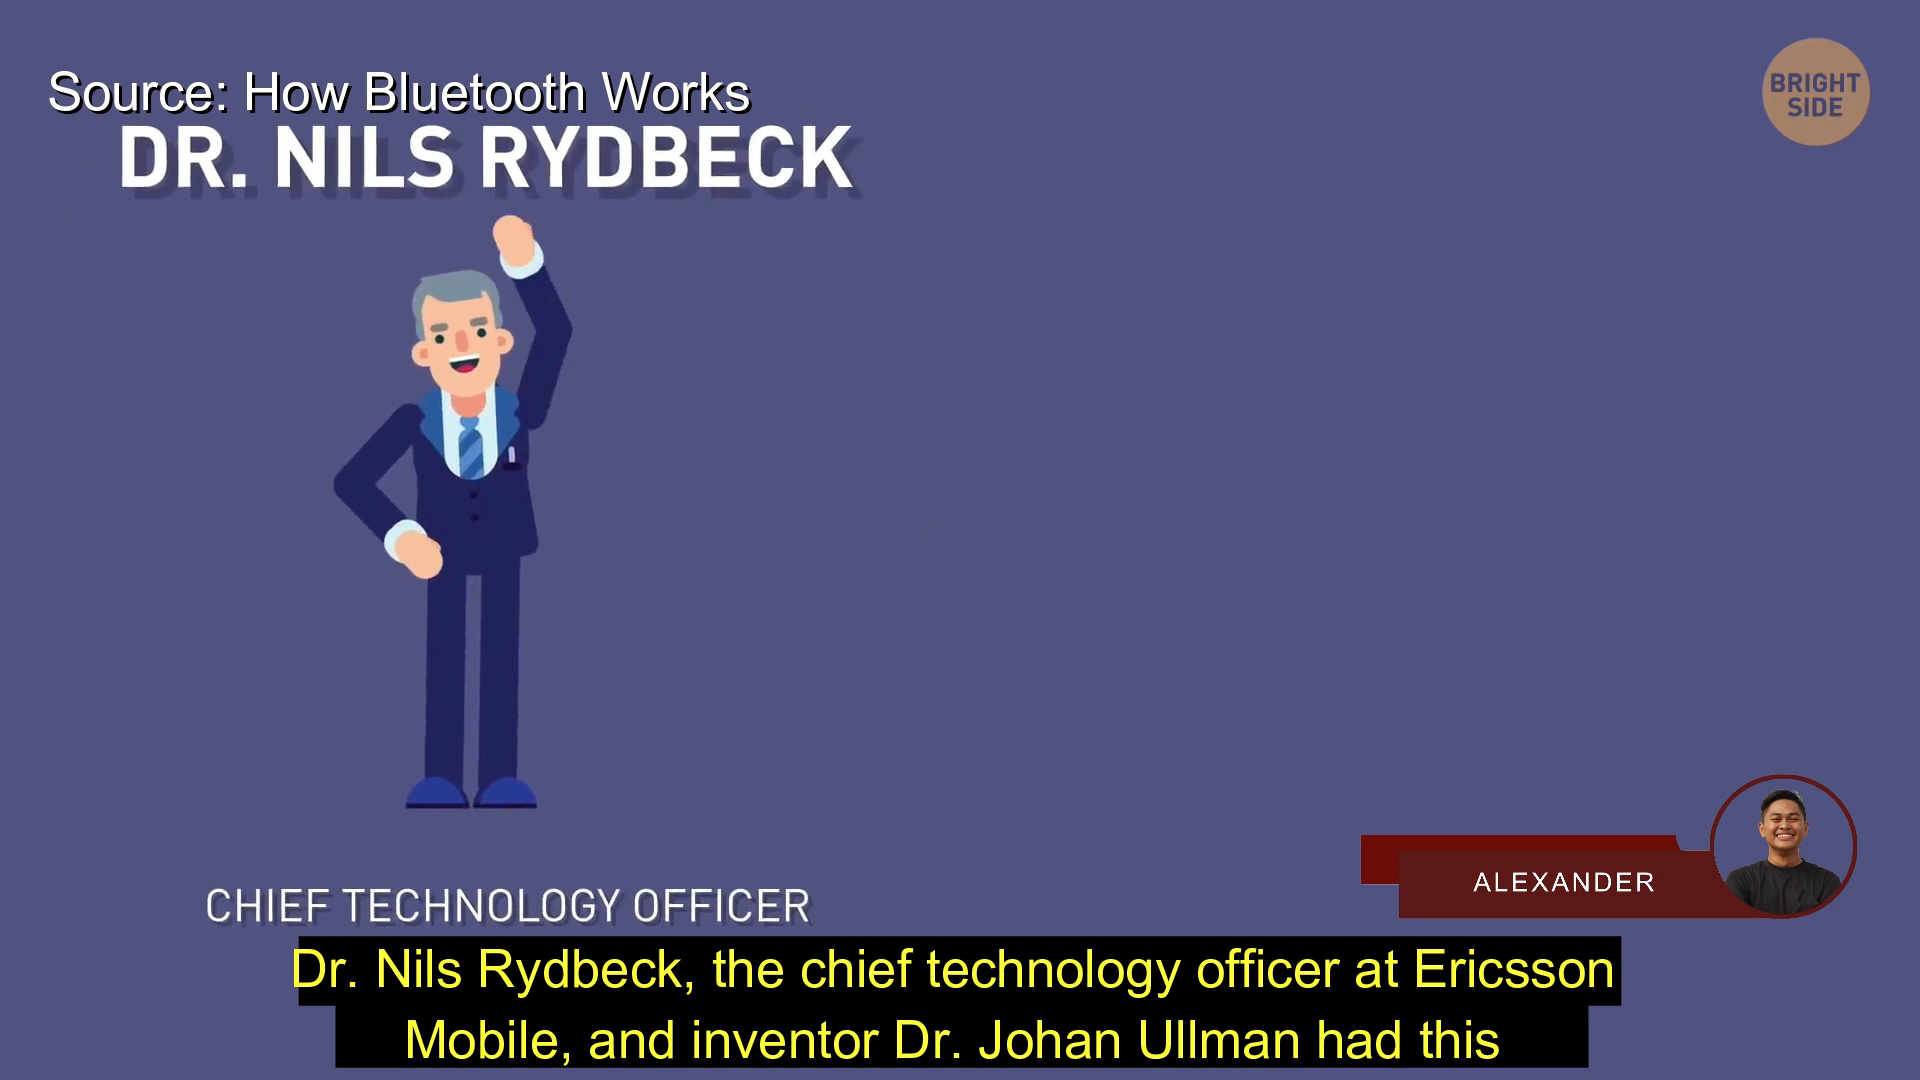 Source: How Bluetooth Works
BRIGHT
SIDE
DR. NILS RYDBECK
ALEXANDER
CHIEF TECHNOLOGY OFFICER
Dr. Nils Rydbeck, the chief technology officer at Ericsson
Mobile, and inventor Dr. Johan Ullman had this